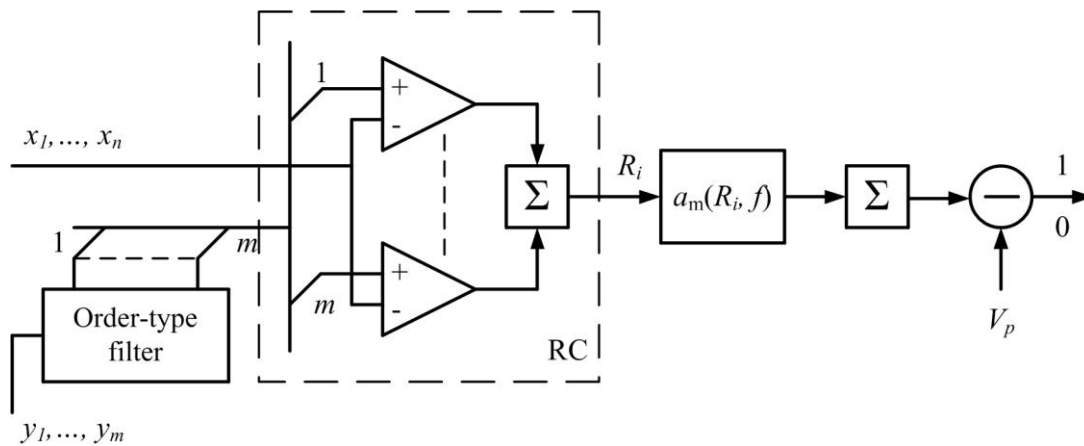 x1,..., xn
1
m
Order-type
filter
y1,..., ym
1
+
-
m
+
-
Σ
RC
Ri
am(Ri, f)
Σ
1
0
Vp